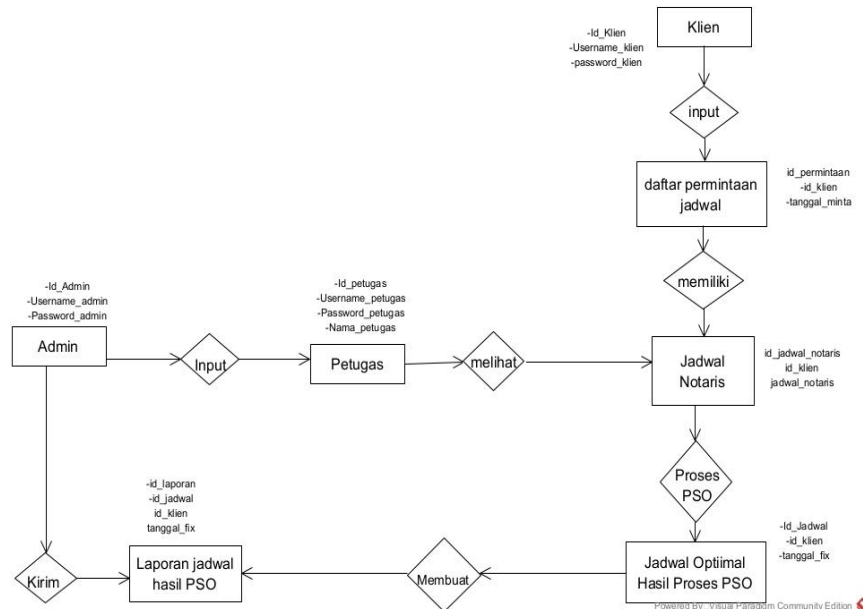 Klien
-Id_Klien
-Username_klien
-password_klien
input
daftar permintaan
jadwal
id_permintaan
-id_klien
-tanggal_minta
memiliki
-Id_Admin
-Username_admin
-Password_admin
Admin
Input
-Id_petugas
-Username_petugas
-Password_petugas
-Nama_petugas
Petugas
melihat
Jadwal
Notaris
id_jadwal_notaris
id_klien
jadwal_notaris
Proses
PSO
-Id_Jadwal
-id_klien
-tanggal_fix
Jadwal Optimal
Hasil Proses PSO
Membuat
-id_laporan
-id_jadwal
id_klien
tanggal_fix
Laporan jadwal
hasil PSO
Kirim
Powered By Visual Paradigm Community Edition